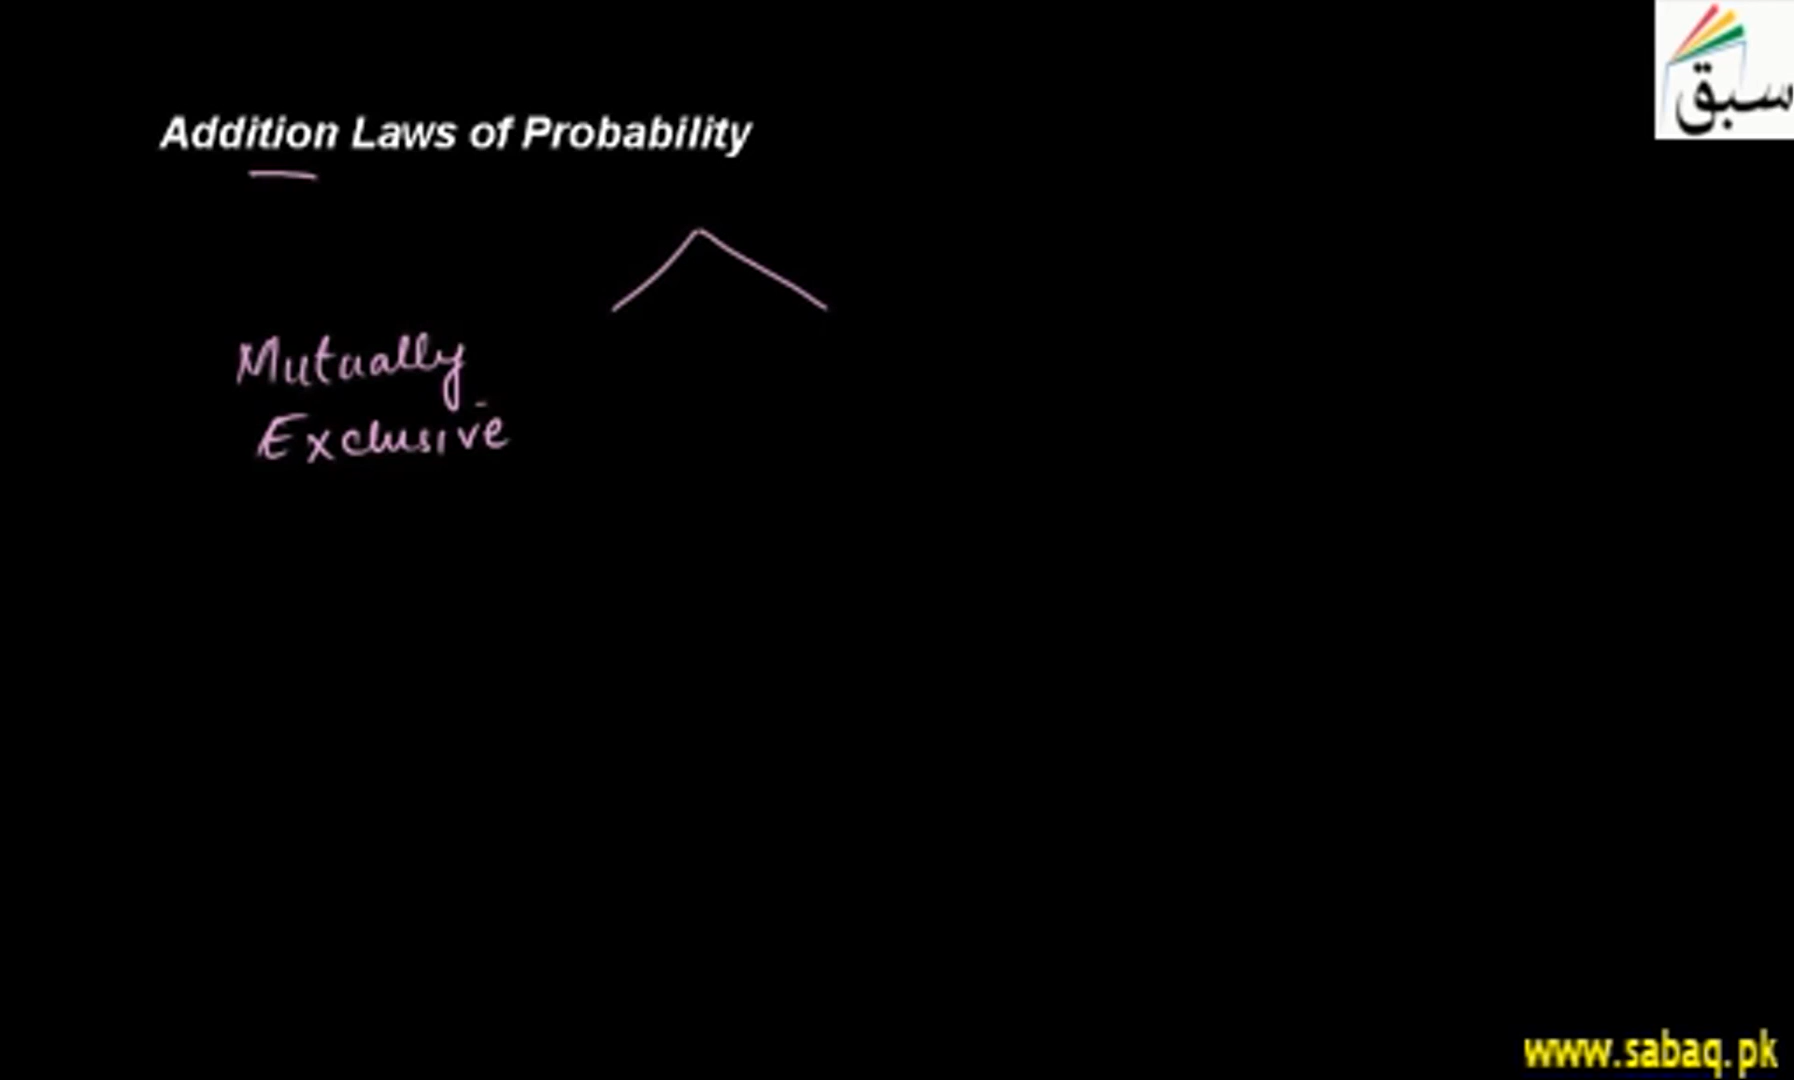 سبق
Addition Laws of Probability
Mutually
Exclusive
www.sabaq.pk